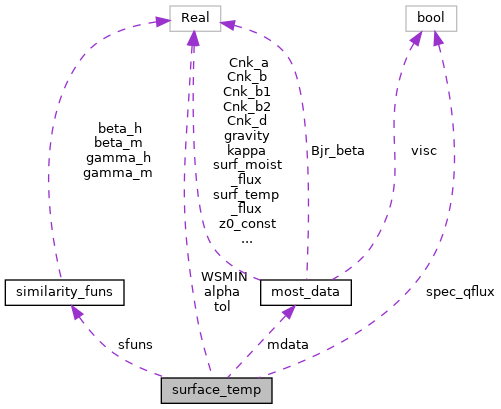 Real
bool
Cnk_a
Cnk_b
Cnk_b1
Cnk_b2
Cnk_d
gravity
kappa
surf_moist
_flux
surf_temp
_flux
z0_const
...
beta_h
beta_m
gamma_h
gamma_m
Bjr_beta
visc
WSMIN
alpha
tol
similarity_funs
most_data
spec_qflux
sfuns
mdata
surface_temp